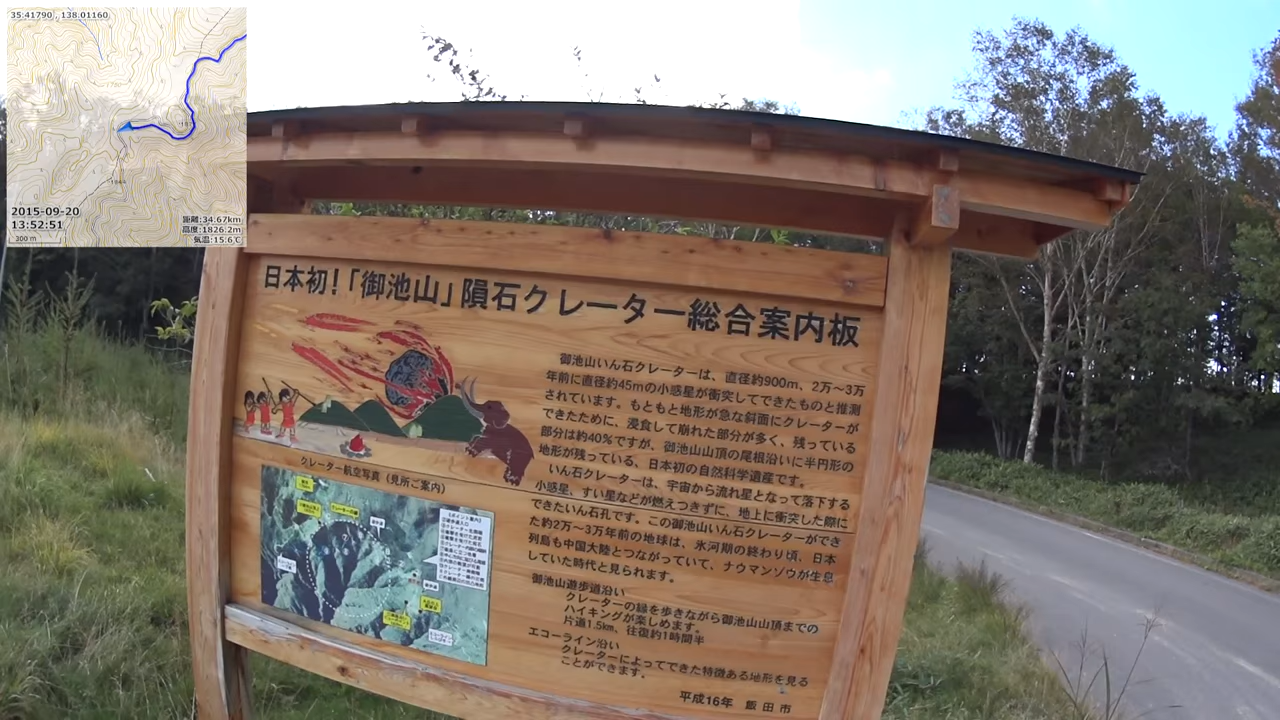 35.41790 , 138.01160
2015-09-20
13:52:51
200 m
距離:34.67km
高度:1826.2m
気温:15.6℃
日本初!「御池山」隕石クレーター総合案内板
御池山いん石クレーターは、直径約900m、2万〜3万
年前に直径約45mの小惑星が衝突してできたものと推測
されています。もともと地形が急な斜面にクレーターが
できたために、浸食して崩れた部分が多く、残っている
部分は約40%ですが、御池山山頂の尾根沿いに半円形の
地形が残っている、日本初の自然科学遺産です。
いん石クレーターは、宇宙から流れ星となって落下する
小惑星、すい星などが燃えつきずに、地上に衝突した際に
できたいん石孔です。この御池山いん石クレーターができ
た約2万〜3万年前の地球は、氷河期の終わり頃、日本
列島も中国大陸とつながっていて、ナウマンゾウが生息
していた時代と見られます。
御池山遊歩道沿い
クレーターの縁を歩きながら御池山山頂までの
ハイキングが楽しめます。
片道1.5km、往復約1時間半
エコーライン沿い
クレーターによってできた特徴ある地形を見る
ことができます。
平成16年 飯田市
クレーター航空写真(見所ご案内)